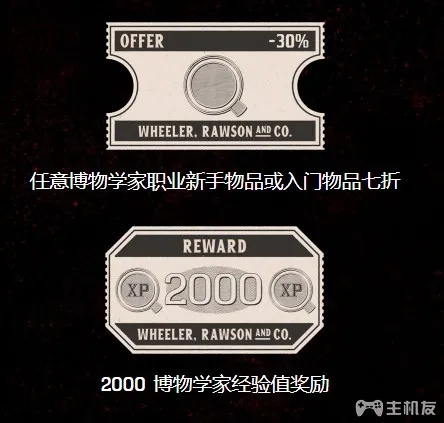 OFFER -30%
WHEELER, RAWSON AND CO.
任意博物学家职业新手物品或入门物品七折
REWARD
XP 2000 XP
WHEELER, RAWSON AND CO.
2000 博物学家经验值奖励
主机友